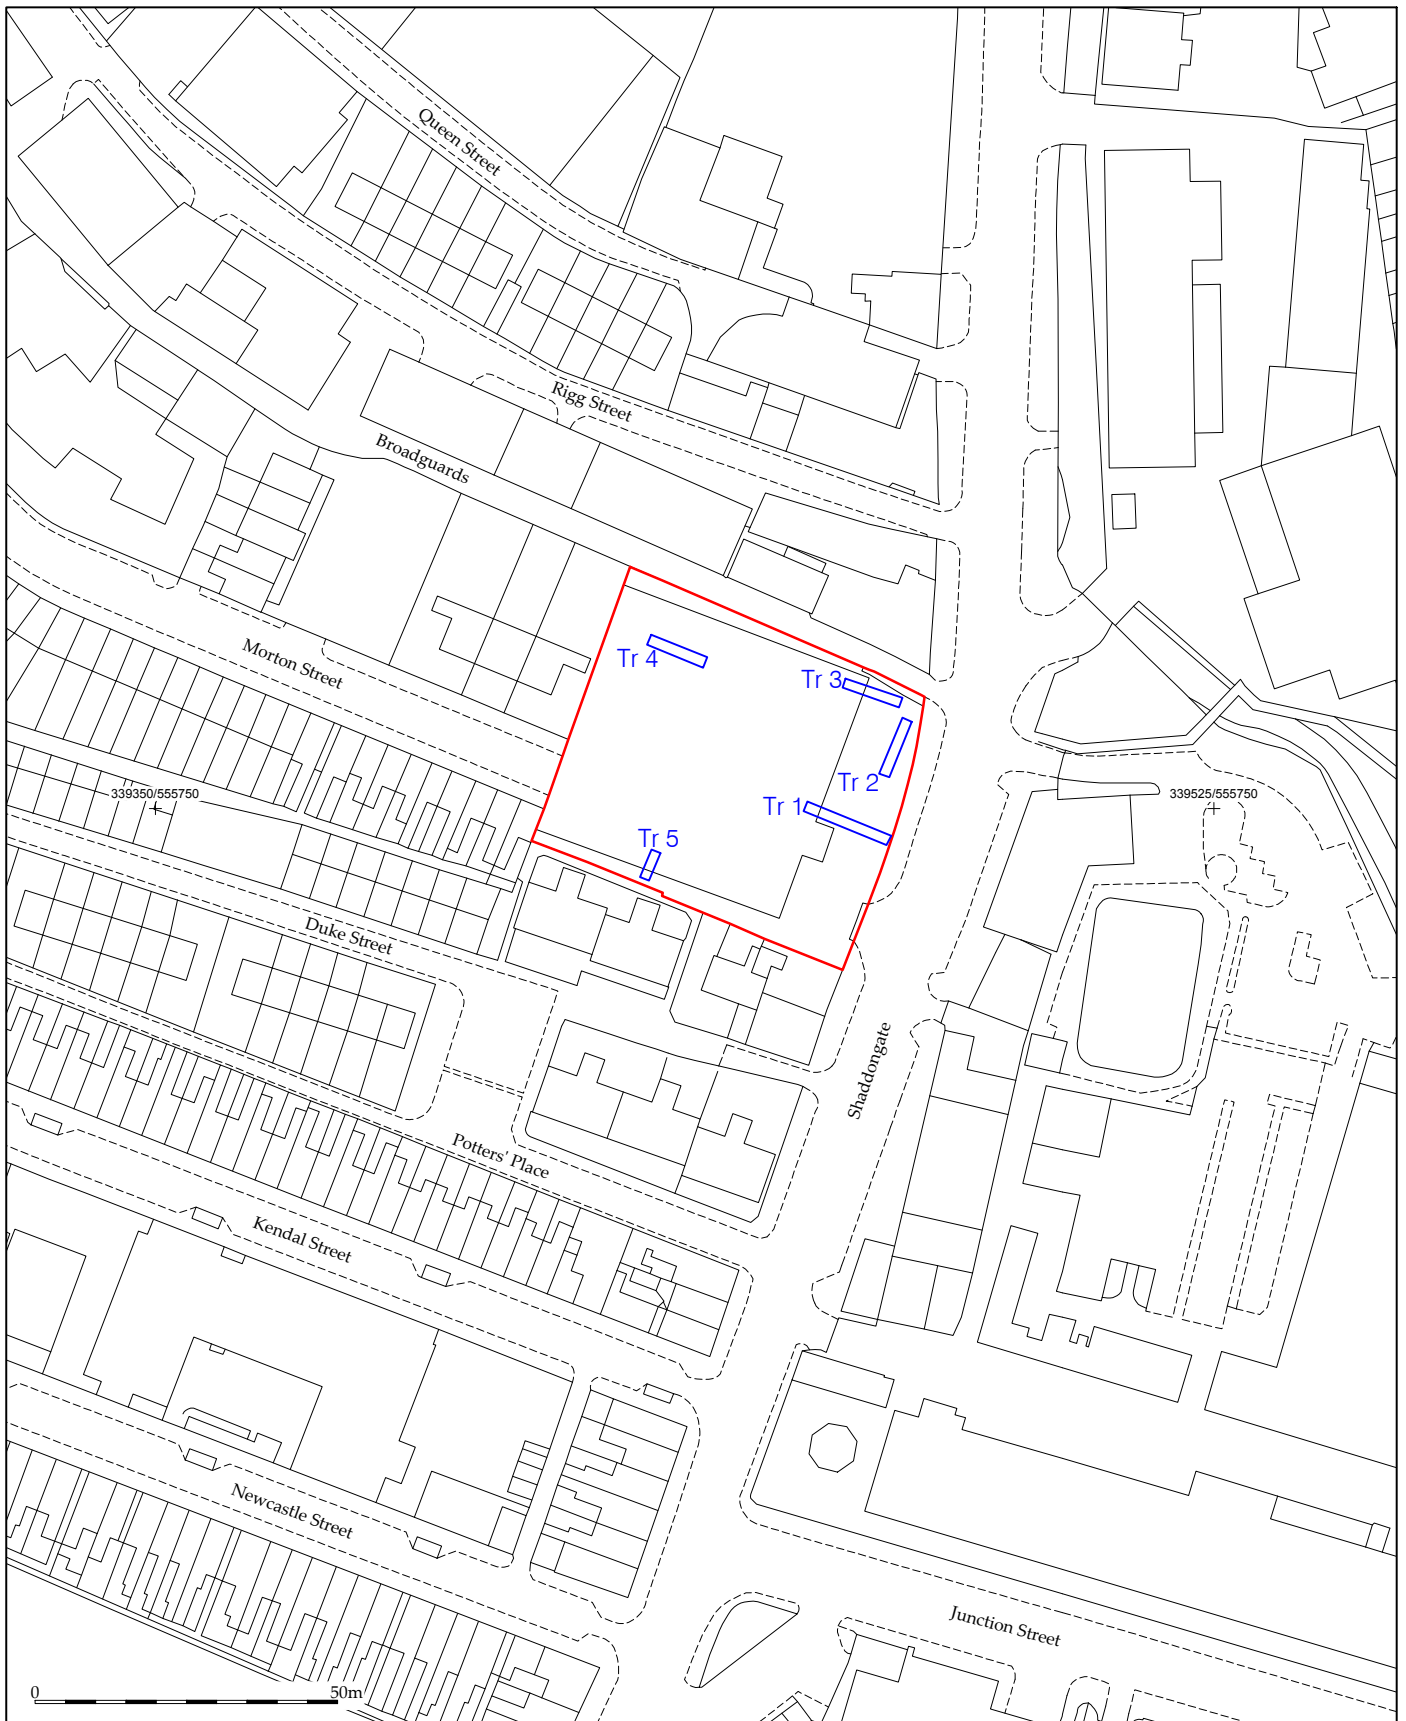 Queen Street
Rigg Street
Broadguards
Morton Street
Tr 4
Tr 3
Tr 2
Tr 1
339350/555750
339525/555750
Tr 5
Duke Street
Shaddongate
Potters' Place
Kendal Street
Newcastle Street
Junction Street
0 50m